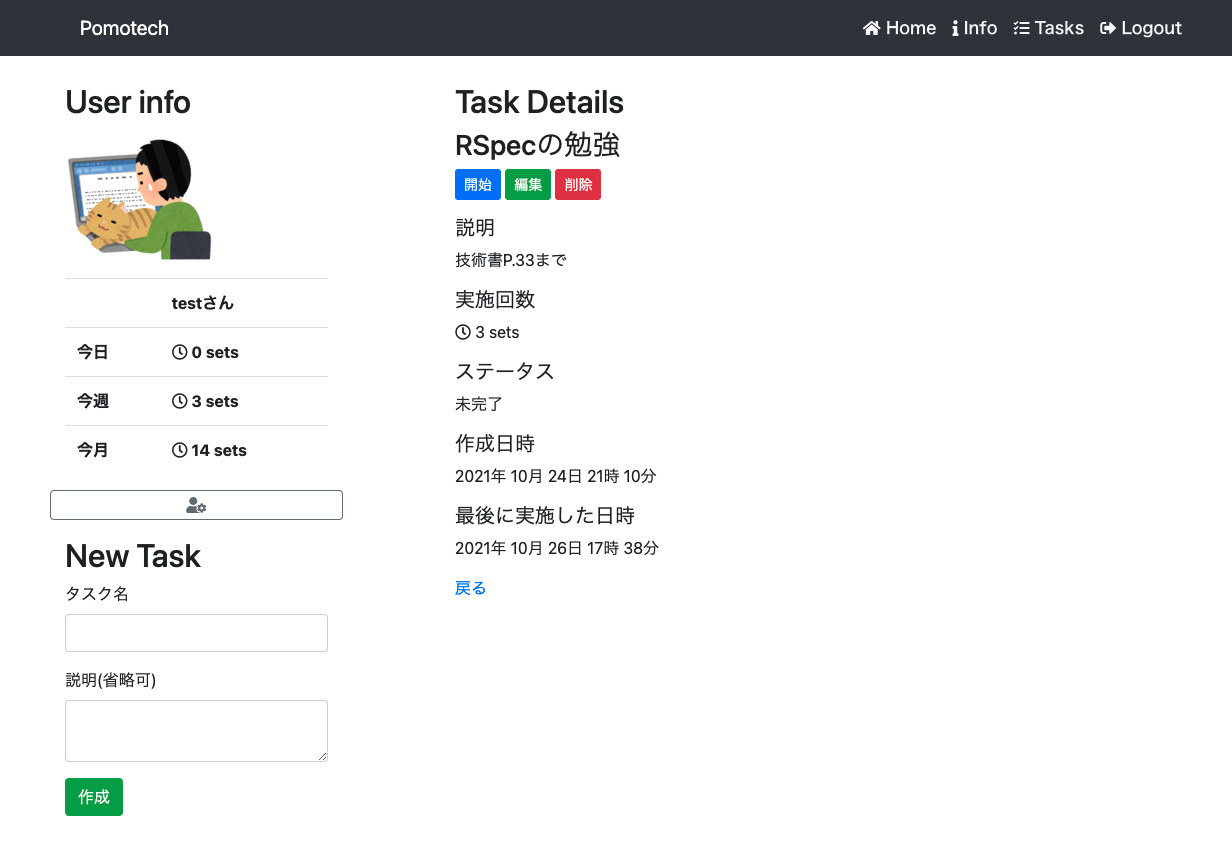 Pomotech
Home
Info
Tasks
Logout
User info
testさん
今日 0 sets
今週 3 sets
今月 14 sets
New Task
タスク名
説明(省略可)
作成
Task Details
RSpecの勉強
開始 編集 削除
説明
技術書P.33まで
実施回数
3 sets
ステータス
未完了
作成日時
2021年 10月 24日 21時 10分
最後に実施した日時
2021年 10月 26日 17時 38分
戻る